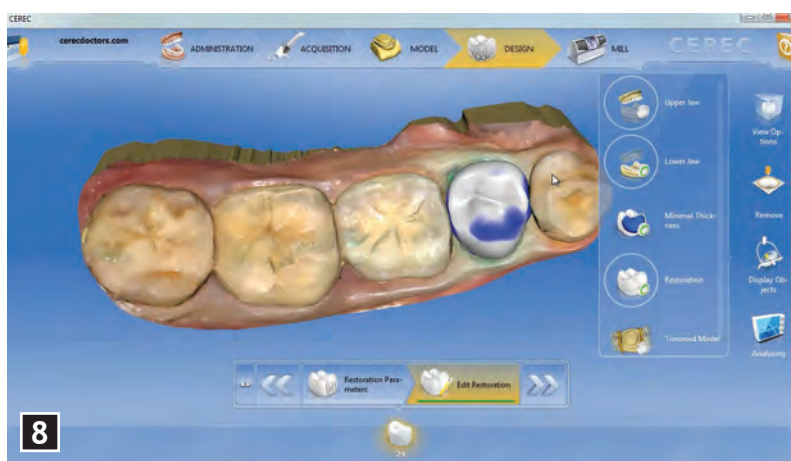 CEREC
cerecdoctors.com
ADMINISTRATION
ACQUISITION
MODEL
DESIGN
MILL
CEREC
Upper Jaw
Lower Jaw
Minimal Thick-
ness
Restoration
Trimmed Model
View Op-
tions
Remove
Display Ob-
jects
Analyzing
Restoration Para-
meters
Edit Restoration
8
29